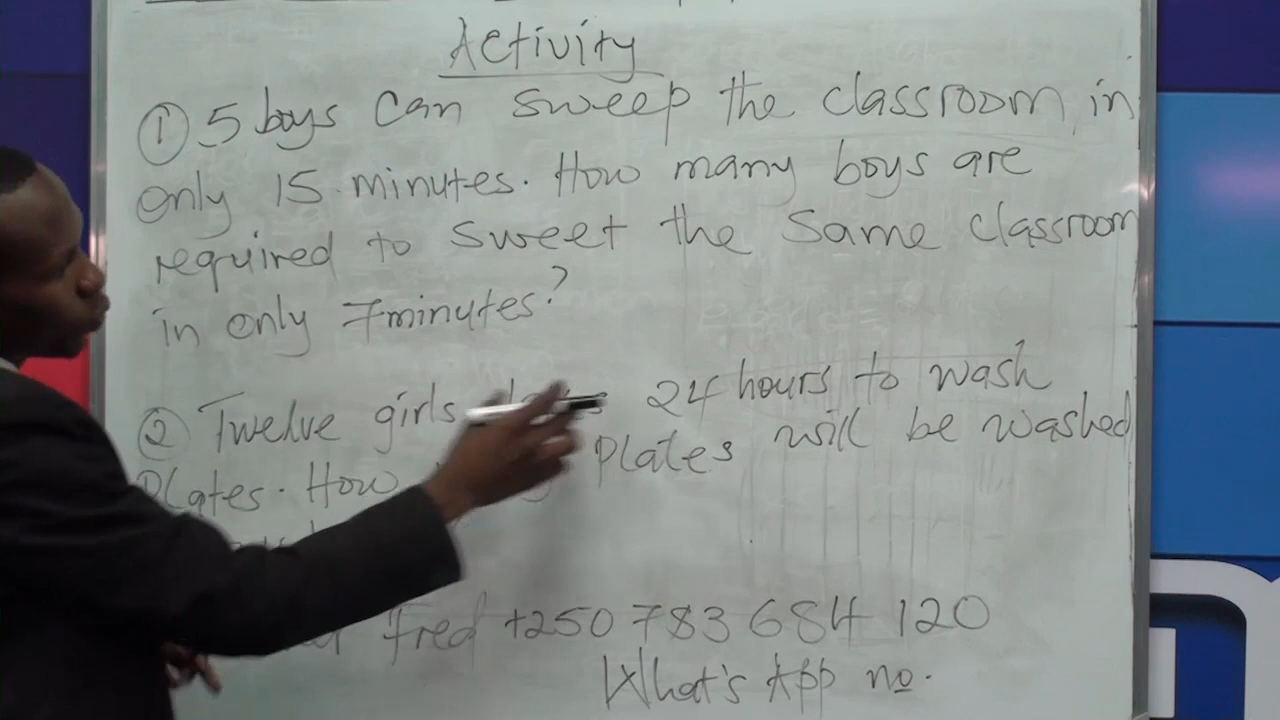 Activity
① 5 boys can sweep the classroom in
only 15 minutes. How many boys are
required to sweet the same classroom
in only 7 minutes?
② Twelve girls 24 hours to wash
Plates. How plates will be washed
Fred +250 783 684 120
What's App no.